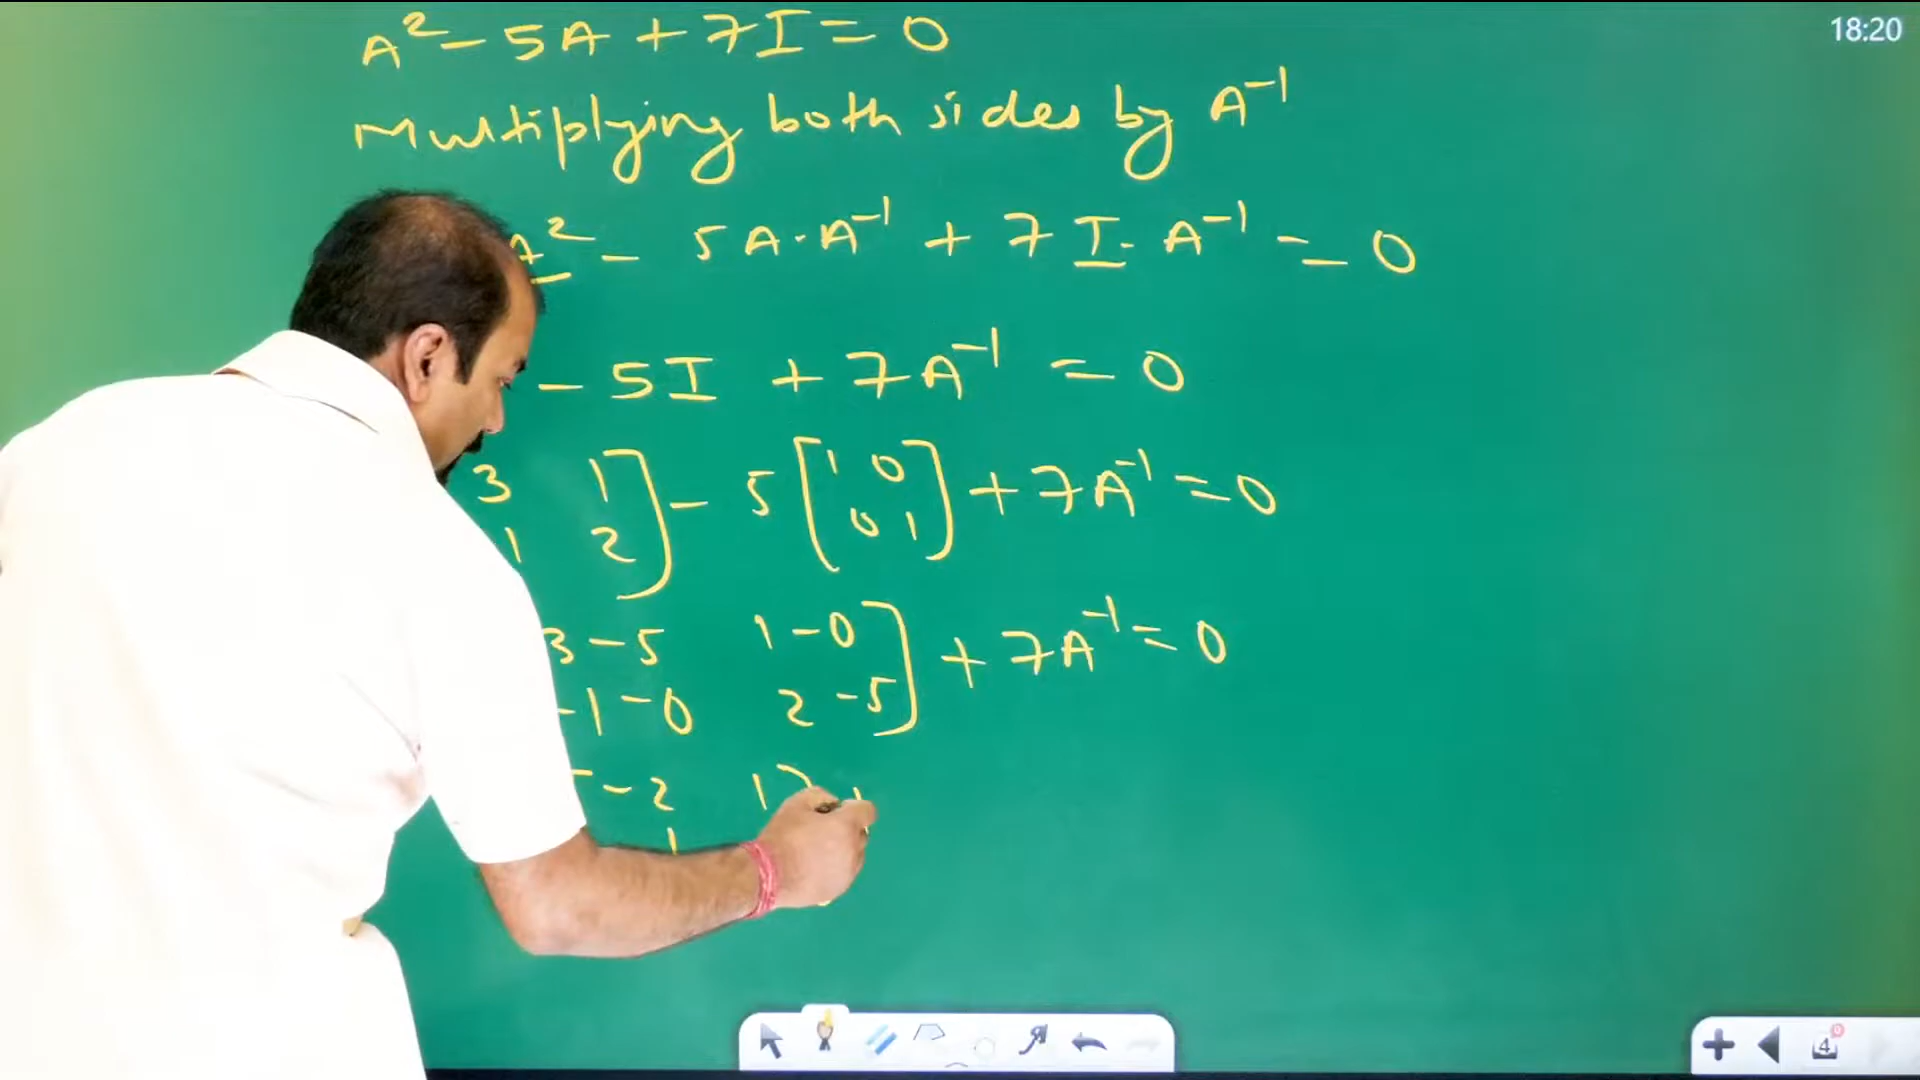 18:20
A² - 5A + 7I = 0
Multiplying both sides by A⁻¹
A² - 5A·A⁻¹ + 7I·A⁻¹ = 0
- 5I + 7A⁻¹ = 0
3 1] - 5 [1 0] + 7A⁻¹ = 0
1 2] [0 1]
3-5 1-0] + 7A⁻¹ = 0
-1-0 2-5]
-2 1
1
4